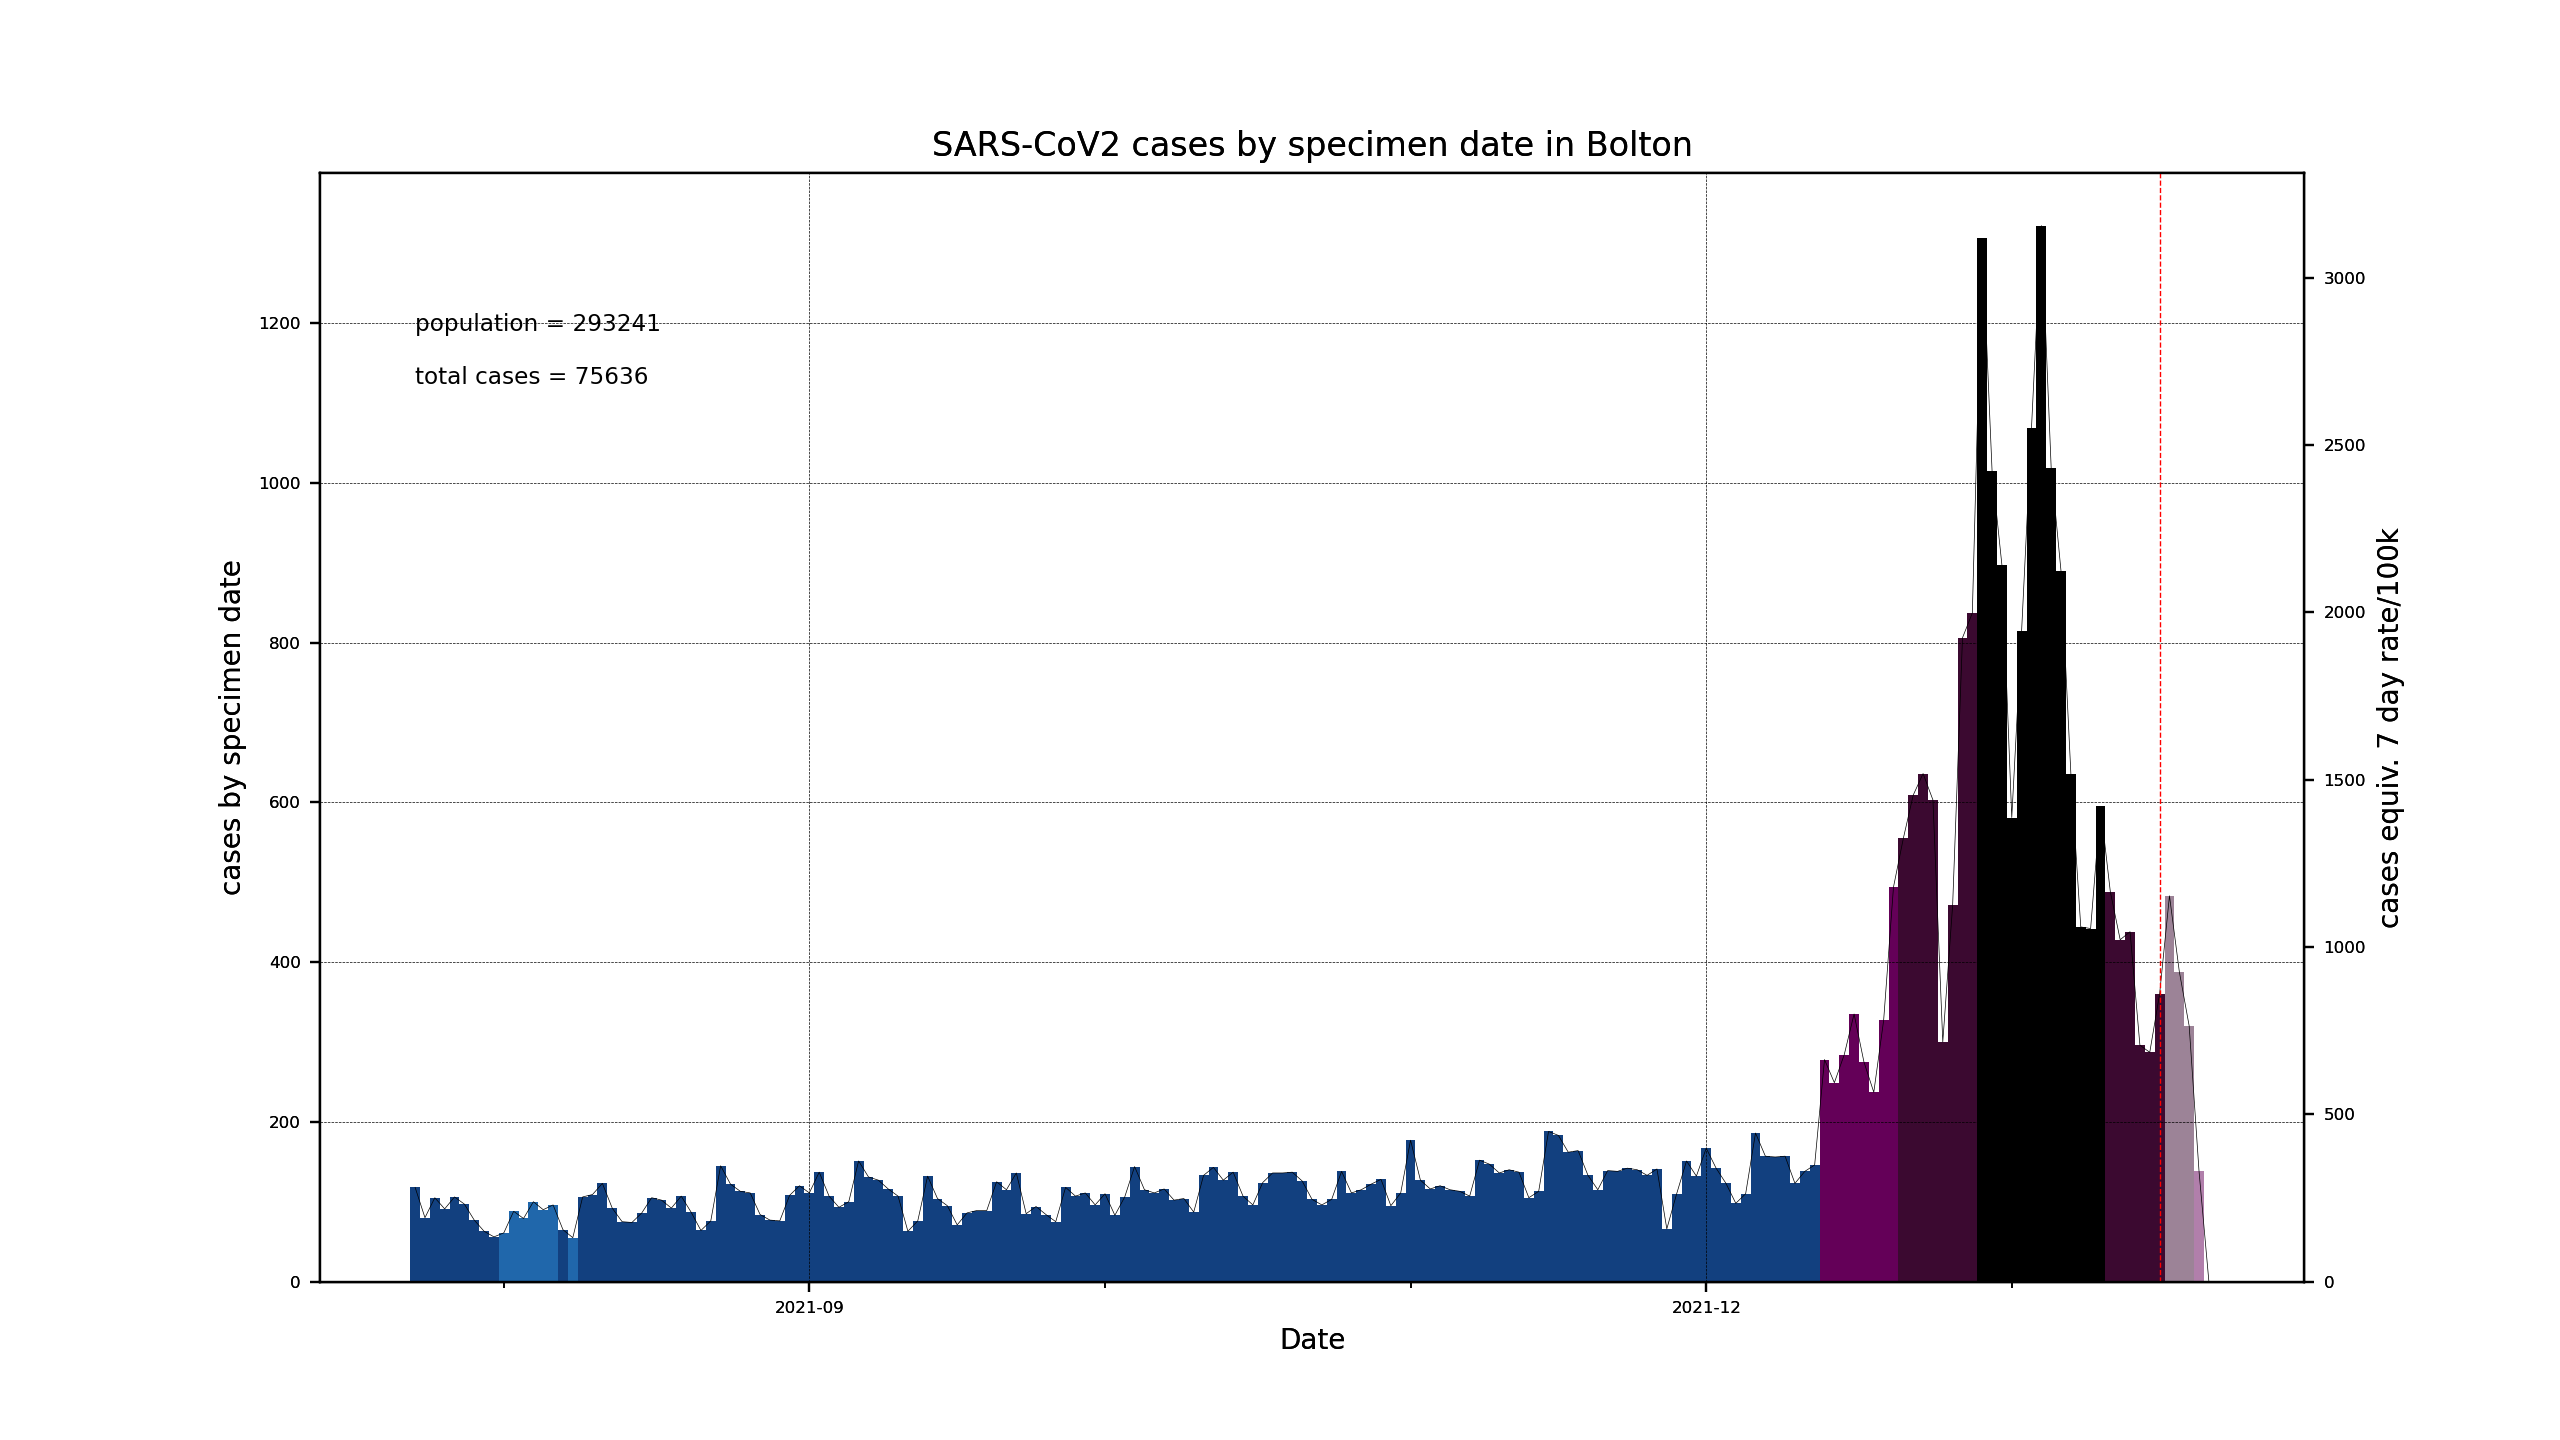 SARS-CoV2 cases by specimen date in Bolton
population = 293241
total cases = 75636
cases by specimen date
1200
1000
800
600
400
200
0
3000
2500
2000
1500
1000
500
0
cases equiv. 7 day rate/100k
2021-09
2021-12
Date